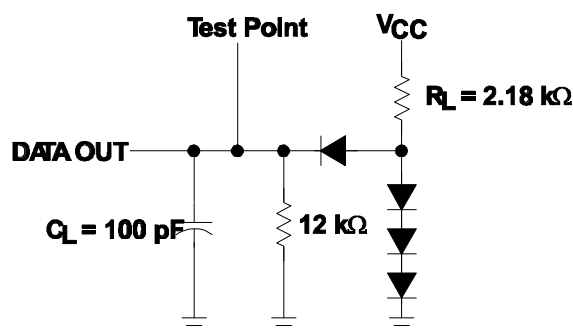 Test Point
VCC
RL = 2.18 kΩ
DATA OUT
CL = 100 pF
12 kΩ